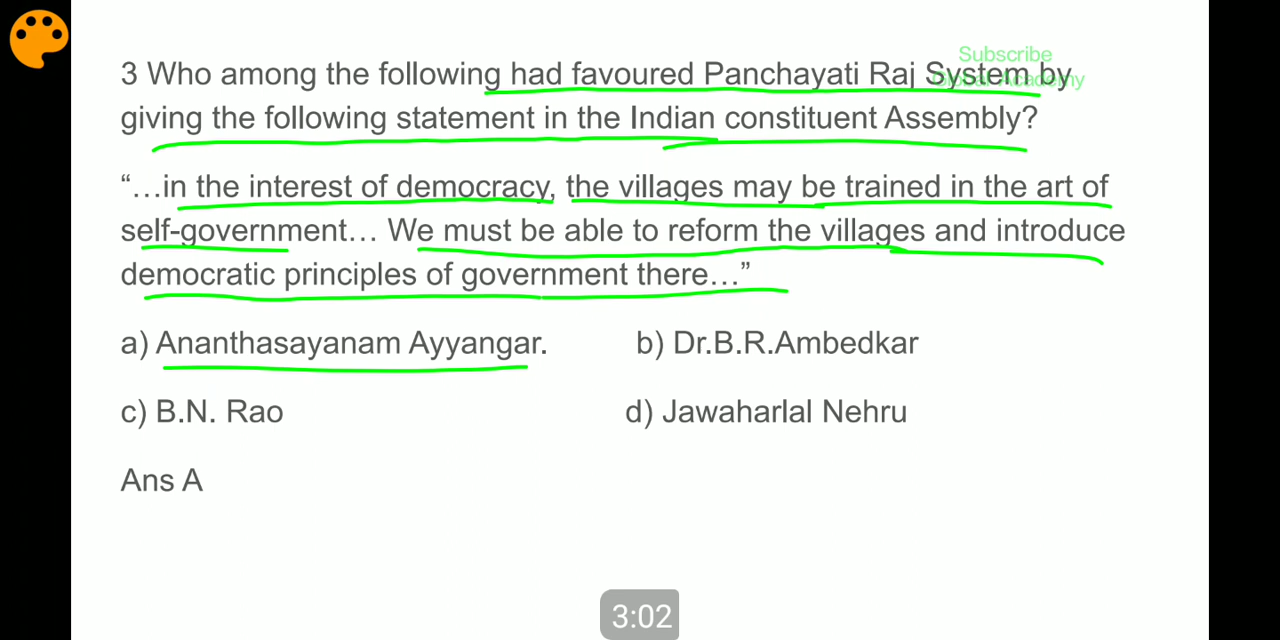 Subscribe
Global Academy
3 Who among the following had favoured Panchayati Raj System by
giving the following statement in the Indian constituent Assembly?
“…in the interest of democracy, the villages may be trained in the art of
self-government… We must be able to reform the villages and introduce
democratic principles of government there…”
a) Ananthasayanam Ayyangar. b) Dr.B.R.Ambedkar
c) B.N. Rao d) Jawaharlal Nehru
Ans A
3:02